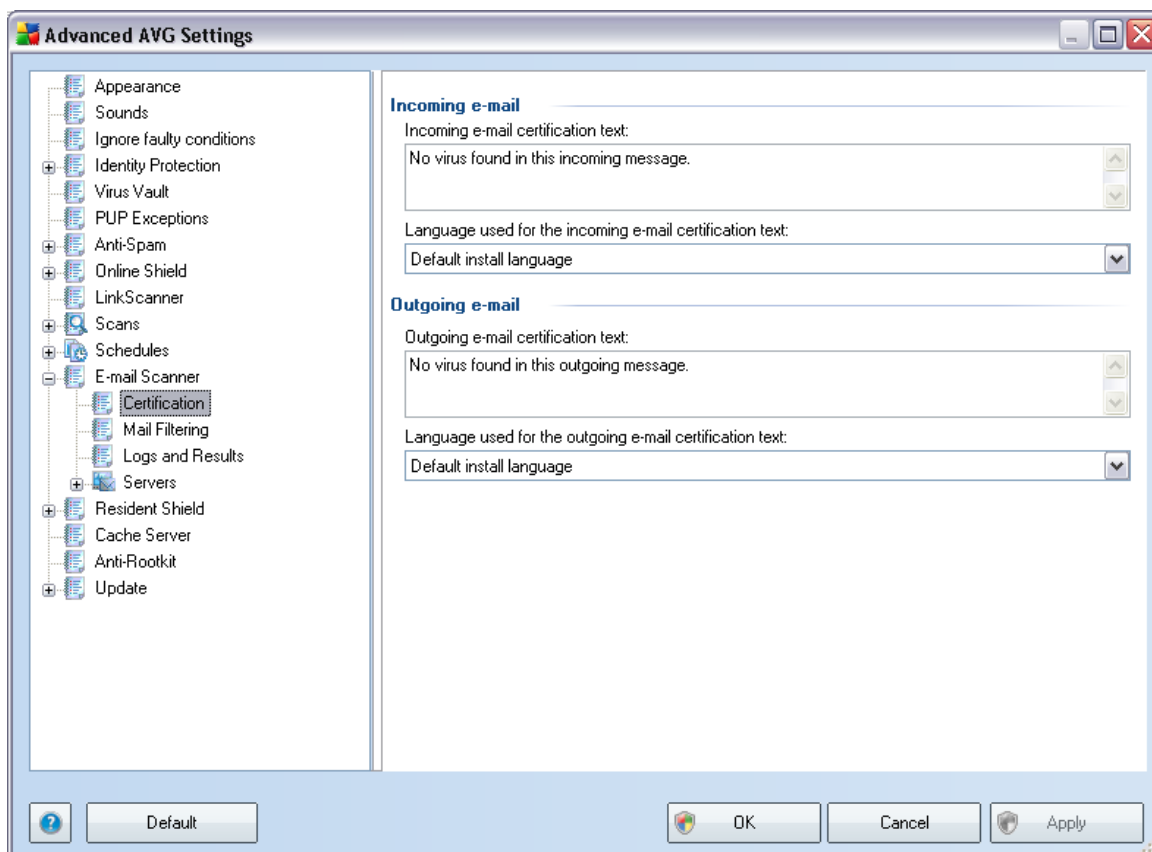 Advanced AVG Settings
Appearance
Sounds
Ignore faulty conditions
Identity Protection
Virus Vault
PUP Exceptions
Anti-Spam
Online Shield
LinkScanner
Scans
Schedules
E-mail Scanner
Certification
Mail Filtering
Logs and Results
Servers
Resident Shield
Cache Server
Anti-Rootkit
Update
Incoming e-mail
Incoming e-mail certification text:
No virus found in this incoming message.
Language used for the incoming e-mail certification text:
Default install language
Outgoing e-mail
Outgoing e-mail certification text:
No virus found in this outgoing message.
Language used for the outgoing e-mail certification text:
Default install language
?
Default
OK
Cancel
Apply